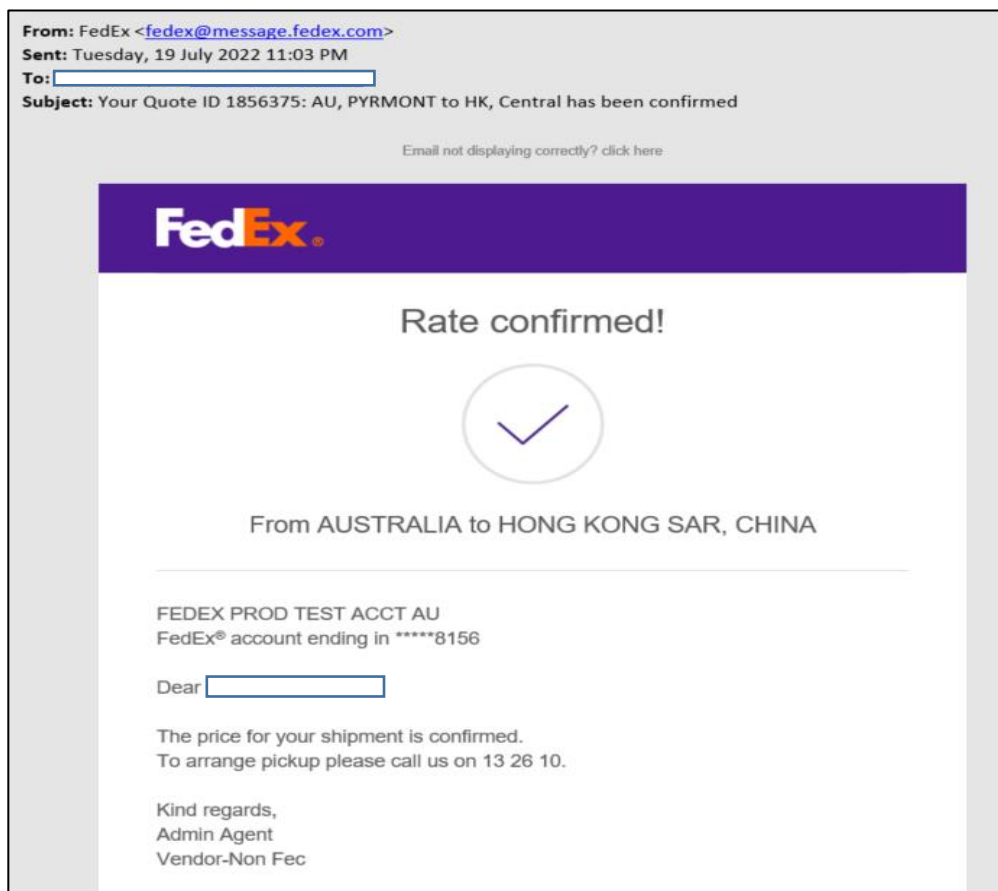 From: FedEx <fedex@message.fedex.com>
Sent: Tuesday, 19 July 2022 11:03 PM
To:
Subject: Your Quote ID 1856375: AU, PYRMONT to HK, Central has been confirmed
Email not displaying correctly? click here
FedEx®
Rate confirmed!
From AUSTRALIA to HONG KONG SAR, CHINA
FEDEX PROD TEST ACCT AU
FedEx® account ending in *****8156
Dear
The price for your shipment is confirmed.
To arrange pickup please call us on 13 26 10.
Kind regards,
Admin Agent
Vendor-Non Fec